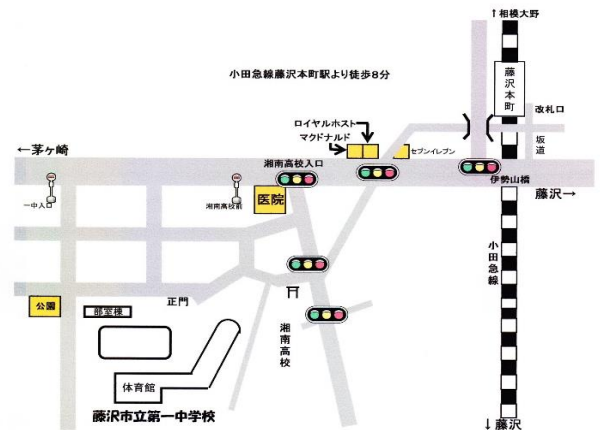 ↑相模大野
小田急線藤沢本町駅より徒歩8分
藤沢本町
改札口
ロイヤルホスト
マクドナルド
セブンイレブン
坂道
←茅ヶ崎
湘南高校入口
伊勢山橋
藤沢→
一中入口
湘南高校前
医院
小田急線
公園
正門
部室棟
湘南高校
体育館
藤沢市立第一中学校
↓藤沢